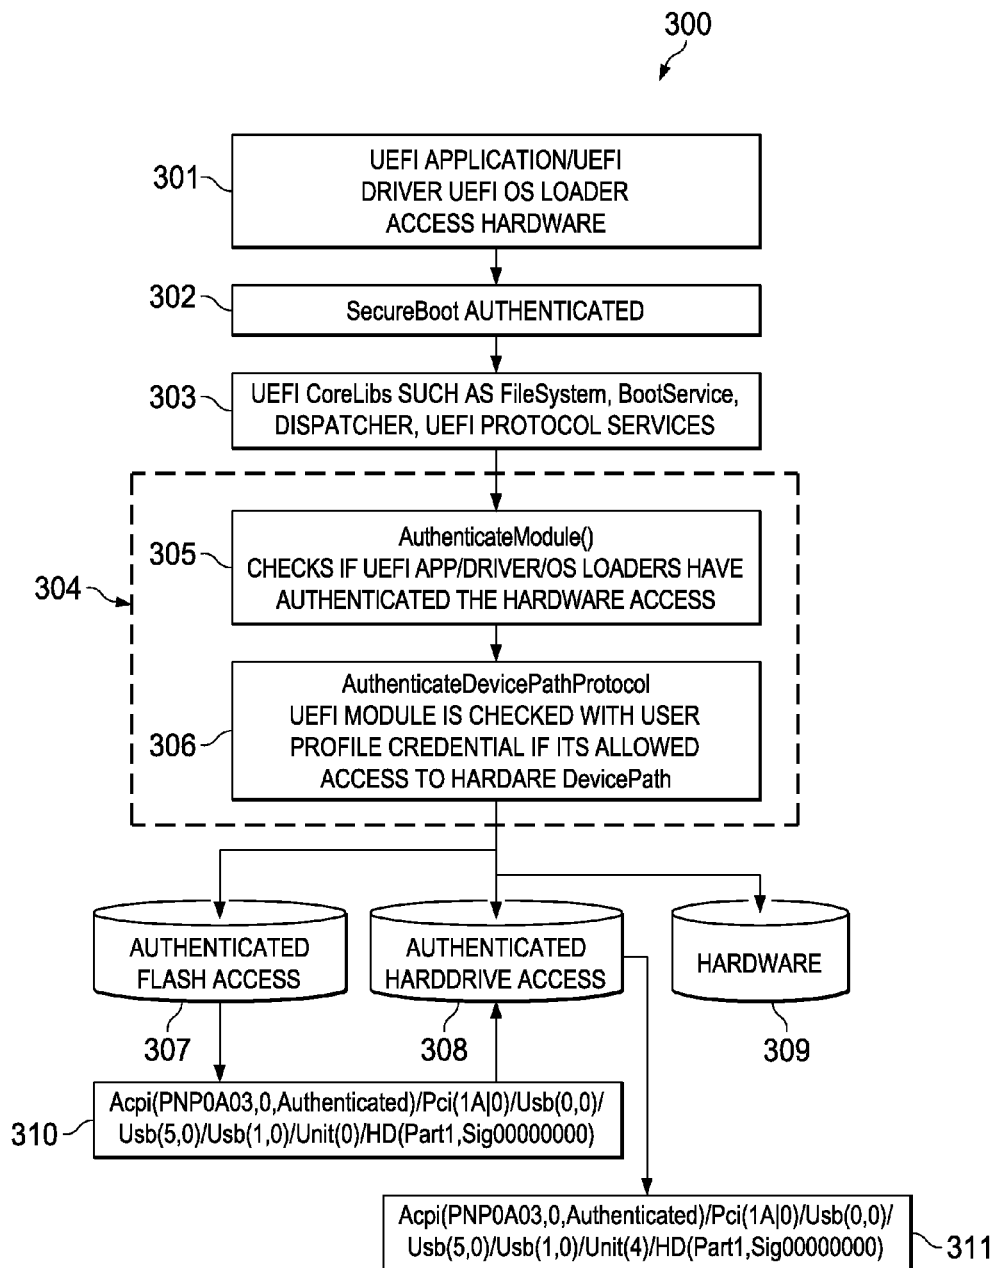 300
301
UEFI APPLICATION/UEFI
DRIVER UEFI OS LOADER
ACCESS HARDWARE
302
SecureBoot AUTHENTICATED
303
UEFI CoreLibs SUCH AS FileSystem, BootService,
DISPATCHER, UEFI PROTOCOL SERVICES
304
305
AuthenticateModule()
CHECKS IF UEFI APP/DRIVER/OS LOADERS HAVE
AUTHENTICATED THE HARDWARE ACCESS
306
AuthenticateDevicePathProtocol
UEFI MODULE IS CHECKED WITH USER
PROFILE CREDENTIAL IF ITS ALLOWED
ACCESS TO HARDARE DevicePath
AUTHENTICATED
FLASH ACCESS
307
AUTHENTICATED
HARDDRIVE ACCESS
308
HARDWARE
309
310
Acpi(PNP0A03,0,Authenticated)/Pci(1A|0)/Usb(0,0)/
Usb(5,0)/Usb(1,0)/Unit(0)/HD(Part1,Sig00000000)
Acpi(PNP0A03,0,Authenticated)/Pci(1A|0)/Usb(0,0)/
Usb(5,0)/Usb(1,0)/Unit(4)/HD(Part1,Sig00000000)
311